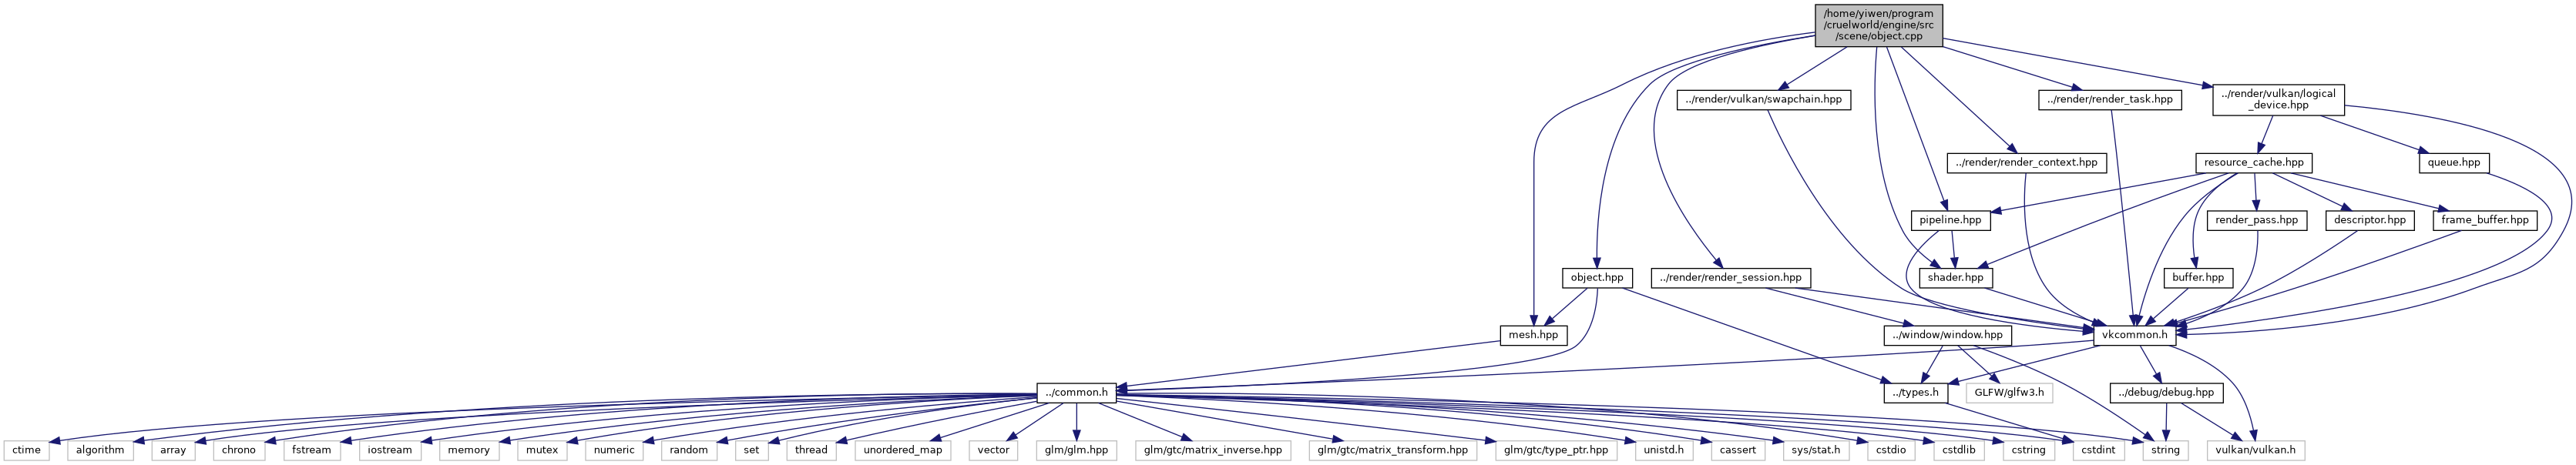 /home/yiwen/program
/cruelworld/engine/src
/scene/object.cpp
../render/vulkan/swapchain.hpp
../render/render_task.hpp
../render/vulkan/logical
_device.hpp
../render/render_context.hpp
resource_cache.hpp
queue.hpp
pipeline.hpp
render_pass.hpp
descriptor.hpp
frame_buffer.hpp
object.hpp
../render/render_session.hpp
shader.hpp
buffer.hpp
mesh.hpp
../window/window.hpp
vkcommon.h
../common.h
../types.h
GLFW/glfw3.h
../debug/debug.hpp
ctime
algorithm
array
chrono
fstream
iostream
memory
mutex
numeric
random
set
thread
unordered_map
vector
glm/glm.hpp
glm/gtc/matrix_inverse.hpp
glm/gtc/matrix_transform.hpp
glm/gtc/type_ptr.hpp
unistd.h
cassert
sys/stat.h
cstdio
cstdlib
cstring
cstdint
string
vulkan/vulkan.h